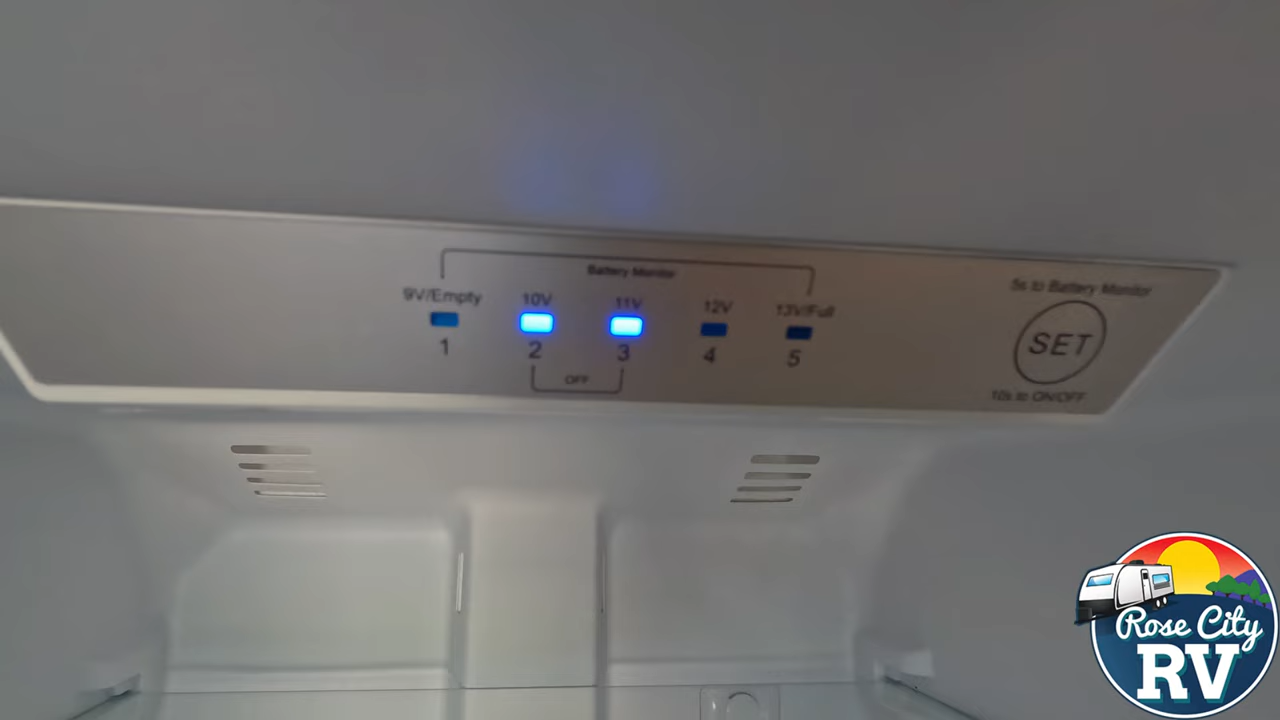 Battery Monitor
9V/Empty 10V 11V 12V 13V/Full
1 2 3 4 5
OFF
5s to Battery Monitor
SET
10s to ON/OFF
Rose City
RV